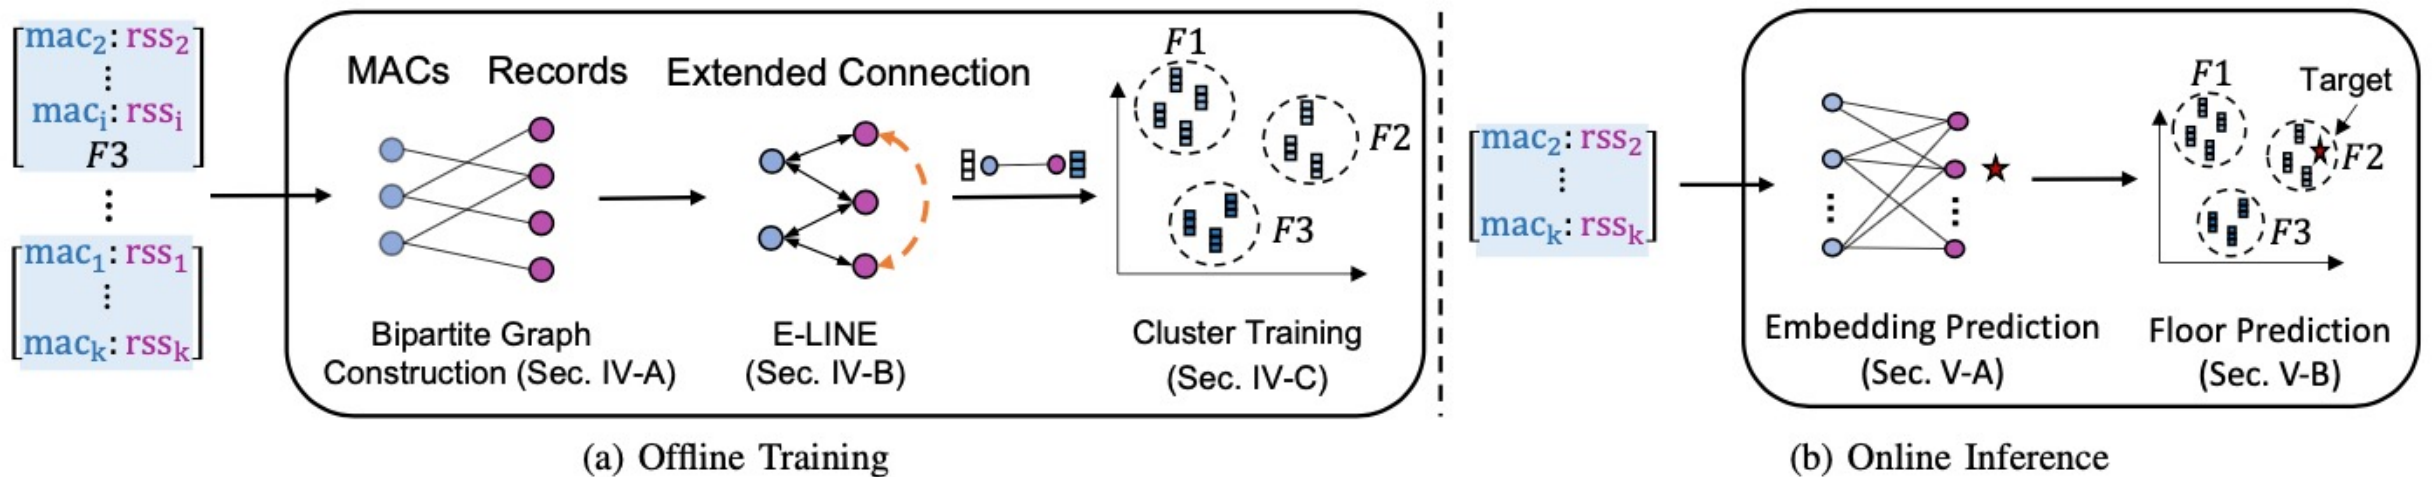 mac2: rss2
⋮
maci: rssi
F3
⋮
mac1: rss1
⋮
mack: rssk
MACs Records Extended Connection
F1
F2
F3
Bipartite Graph
Construction (Sec. IV-A)
E-LINE
(Sec. IV-B)
Cluster Training
(Sec. IV-C)
(a) Offline Training
mac2: rss2
⋮
mack: rssk
F1
Target
F2
F3
Embedding Prediction
(Sec. V-A)
Floor Prediction
(Sec. V-B)
(b) Online Inference